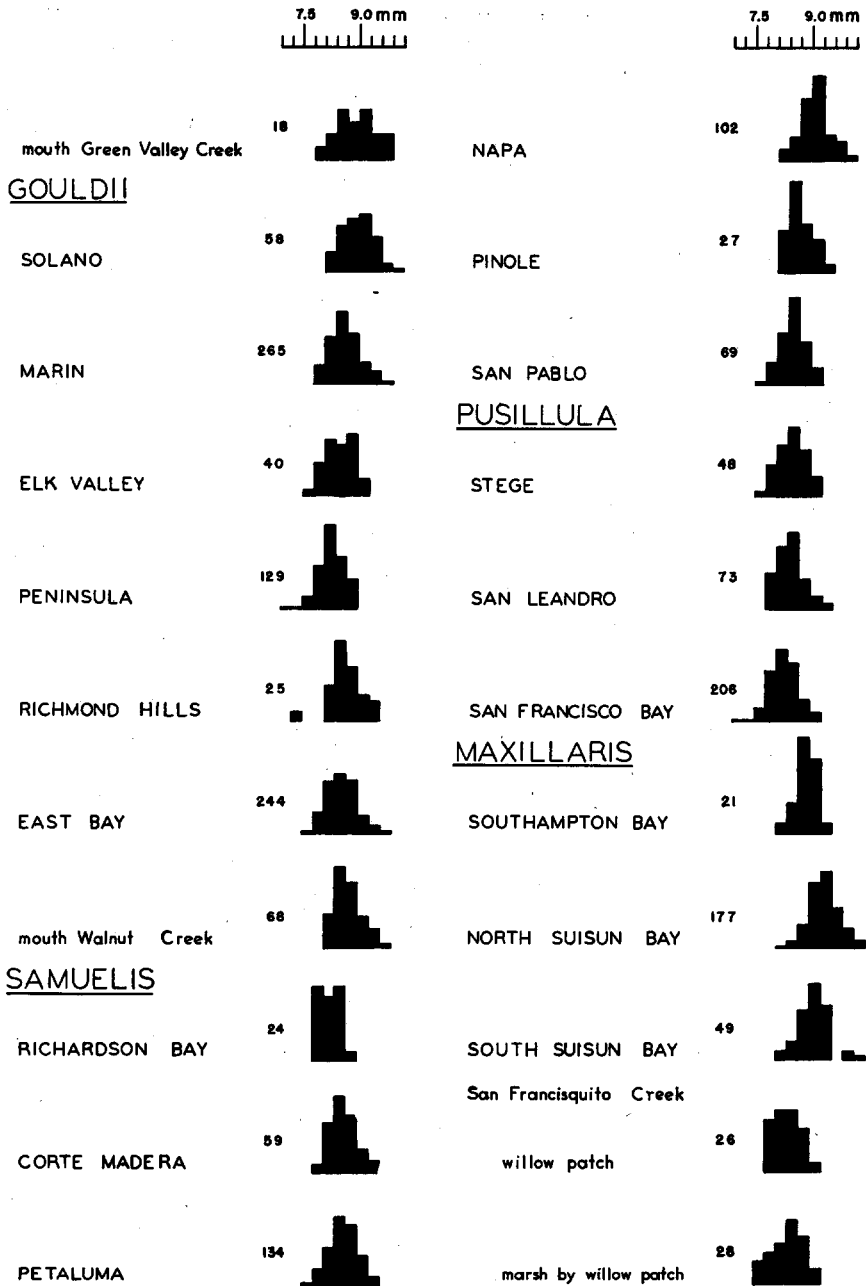 7.5 9.0 mm
18
mouth Green Valley Creek
GOULDII
58
SOLANO
265
MARIN
40
ELK VALLEY
129
PENINSULA
25
RICHMOND HILLS
244
EAST BAY
68
mouth Walnut Creek
SAMUELIS
24
RICHARDSON BAY
59
CORTE MADERA
134
PETALUMA
7.5 9.0 mm
102
NAPA
27
PINOLE
69
SAN PABLO
PUSILLULA
48
STEGE
73
SAN LEANDRO
206
SAN FRANCISCO BAY
MAXILLARIS
21
SOUTHAMPTON BAY
177
NORTH SUISUN BAY
49
SOUTH SUISUN BAY
San Francisquito Creek
26
willow patch
28
marsh by willow patch